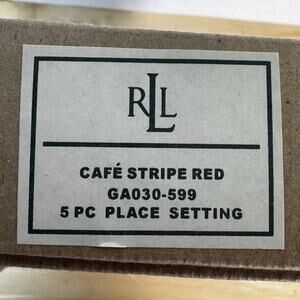 RLL
CAFÉ STRIPE RED
GA030-599
5 PC PLACE SETTING